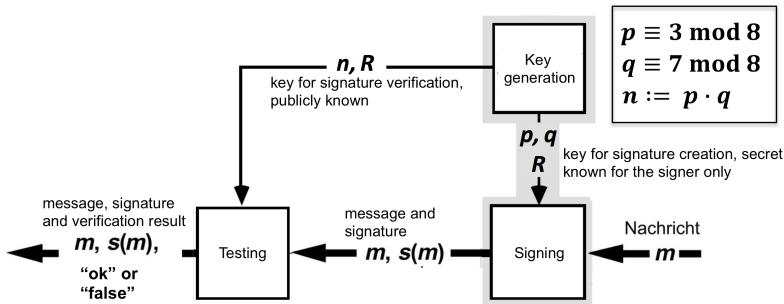 Key
generation
p ≡ 3 mod 8
q ≡ 7 mod 8
n := p · q
n, R
key for signature verification,
publicly known
p, q
R
key for signature creation, secret
known for the signer only
message, signature
and verification result
m, s(m),
“ok” or
“false”
Testing
message and
signature
m, s(m)
Signing
Nachricht
m